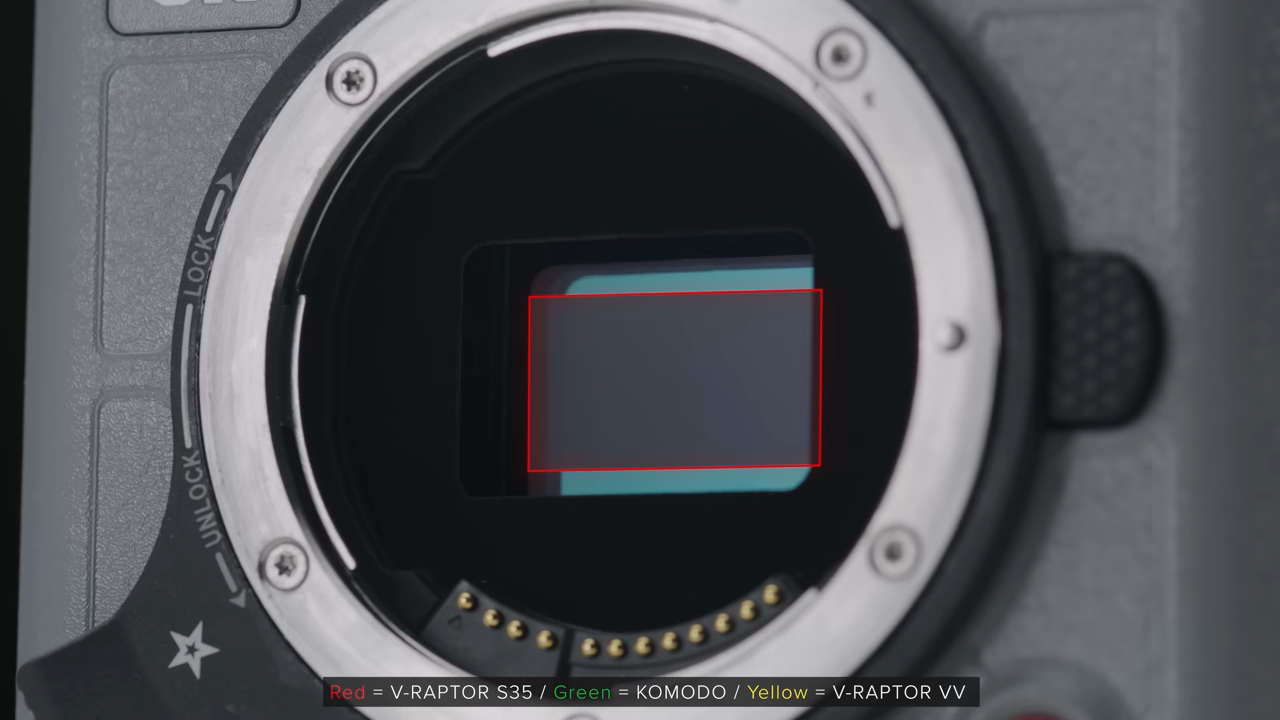 LOCK
UNLOCK
Red = V-RAPTOR S35 / Green = KOMODO / Yellow = V-RAPTOR VV